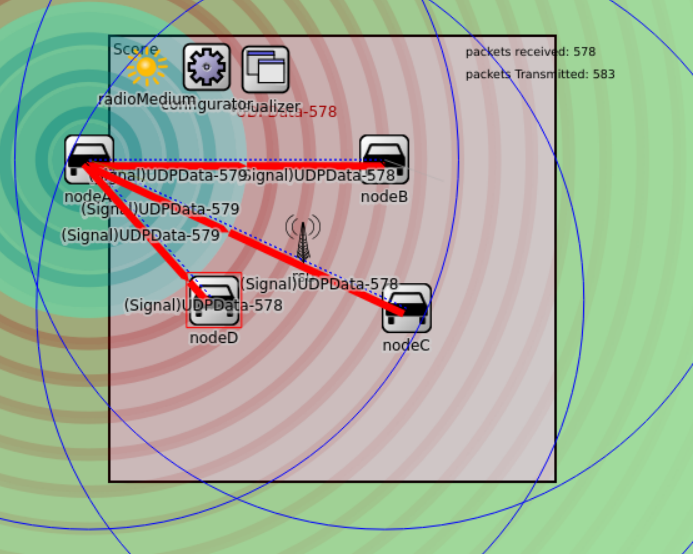 Score
packets received: 578
packets Transmitted: 583
radioMedium
configurator
visualizer
UDPData-578
(Signal)UDPData-579
(Signal)UDPData-578
nodeA
nodeB
(Signal)UDPData-579
(Signal)UDPData-579
(Signal)UDPData-578
(Signal)UDPData-578
nodeD
nodeC